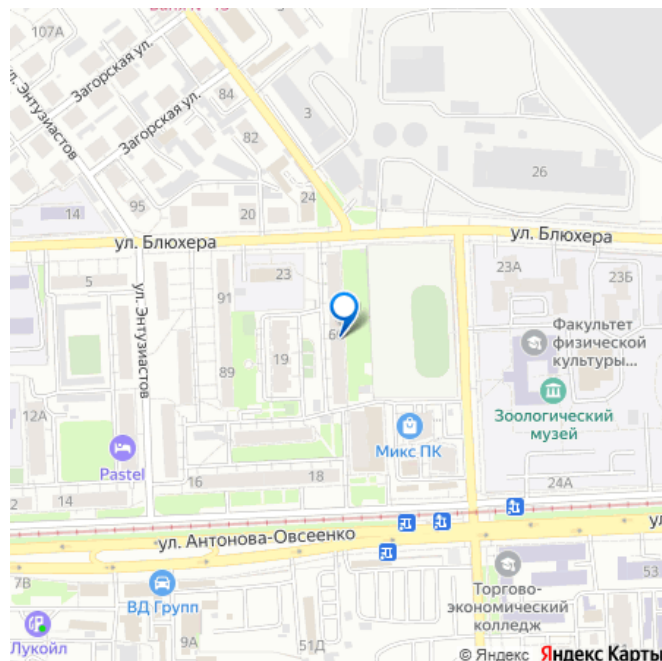 Баня № 13
107А
Загорская ул.
84
3
ул. Энтузиастов
Загорская ул.
82
26
95
24
14
20
ул. Блюхера
ул. Блюхера
5
23
23А
23Б
ул. Энтузиастов
91
Факультет
физической
культуры...
19
89
12А
Зоологический
музей
Микс ПК
Pastel
16
18
24А
2
14
ул. Антонова-Овсеенко
7В
ВД Групп
Торгово-
экономический
колледж
53
Лукойл
9А
51Д
© Яндекс Яндекс Карты